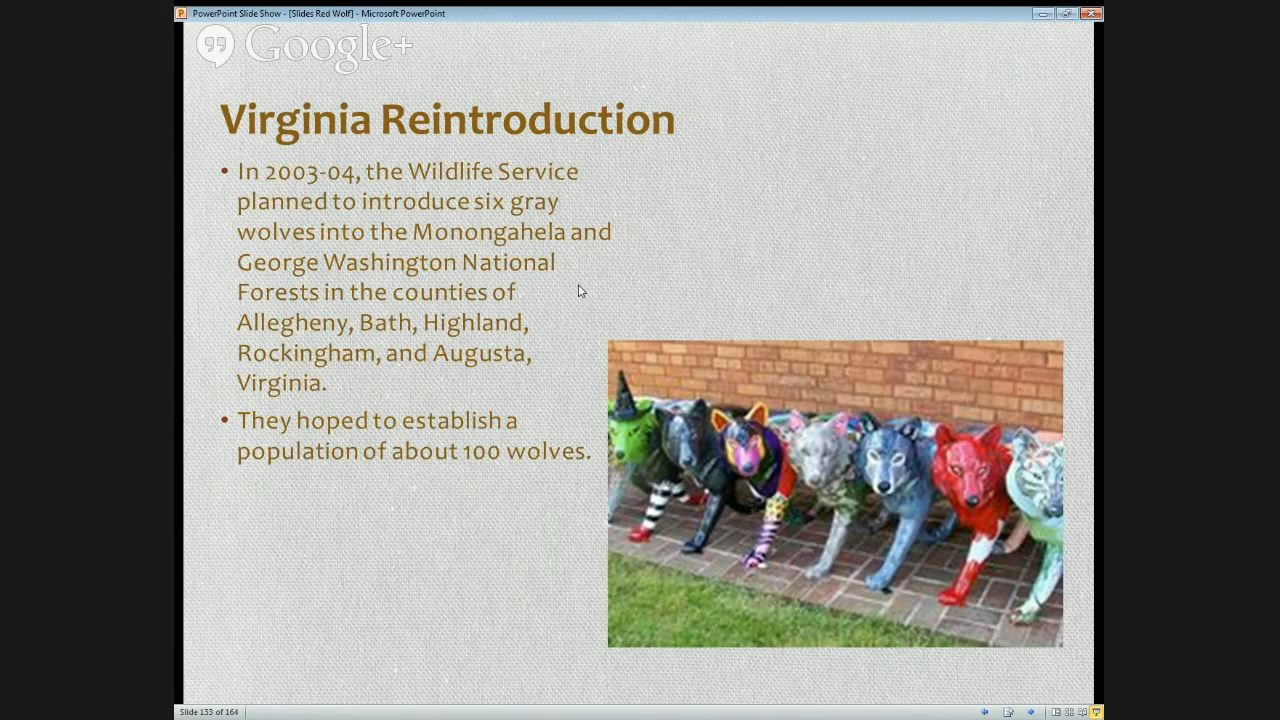 PowerPoint Slide Show - [Slides Red Wolf] - Microsoft PowerPoint
Google+
Virginia Reintroduction
• In 2003-04, the Wildlife Service
planned to introduce six gray
wolves into the Monongahela and
George Washington National
Forests in the counties of
Allegheny, Bath, Highland,
Rockingham, and Augusta,
Virginia.
• They hoped to establish a
population of about 100 wolves.
Slide 133 of 164